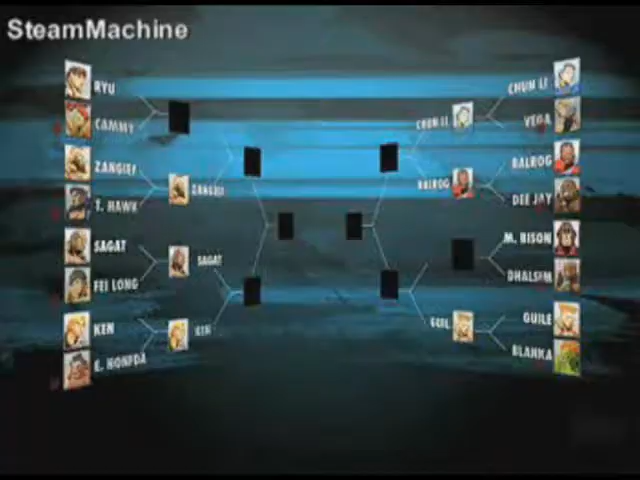 SteamMachine
RYU
CAMMY
ZANGIEF
T. HAWK
SAGAT
FEI LONG
KEN
E. HONDA
ZANGIEF
SAGAT
KEN
CHUN LI
BALROG
GUIL
CHUN LI
VEGA
BALROG
DEE JAY
M. BISON
DHALSIM
GUILE
BLANKA